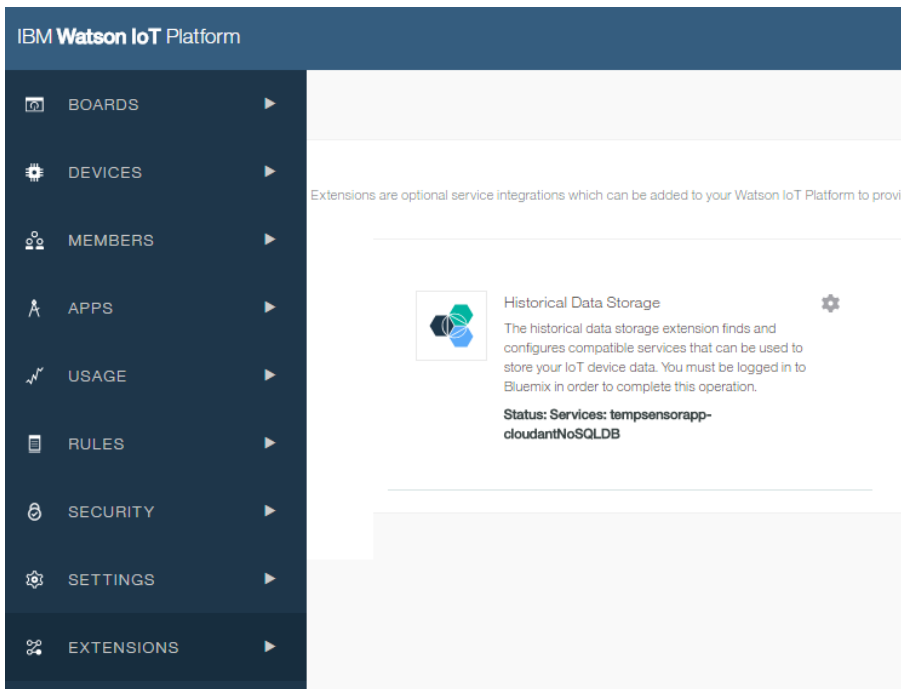 IBM Watson IoT Platform
BOARDS
DEVICES
MEMBERS
APPS
USAGE
RULES
SECURITY
SETTINGS
EXTENSIONS
Extensions are optional service integrations which can be added to your Watson IoT Platform to provi
Historical Data Storage
The historical data storage extension finds and
configures compatible services that can be used to
store your IoT device data. You must be logged in to
Bluemix in order to complete this operation.
Status: Services: tempsensorapp-
cloudantNoSQLDB